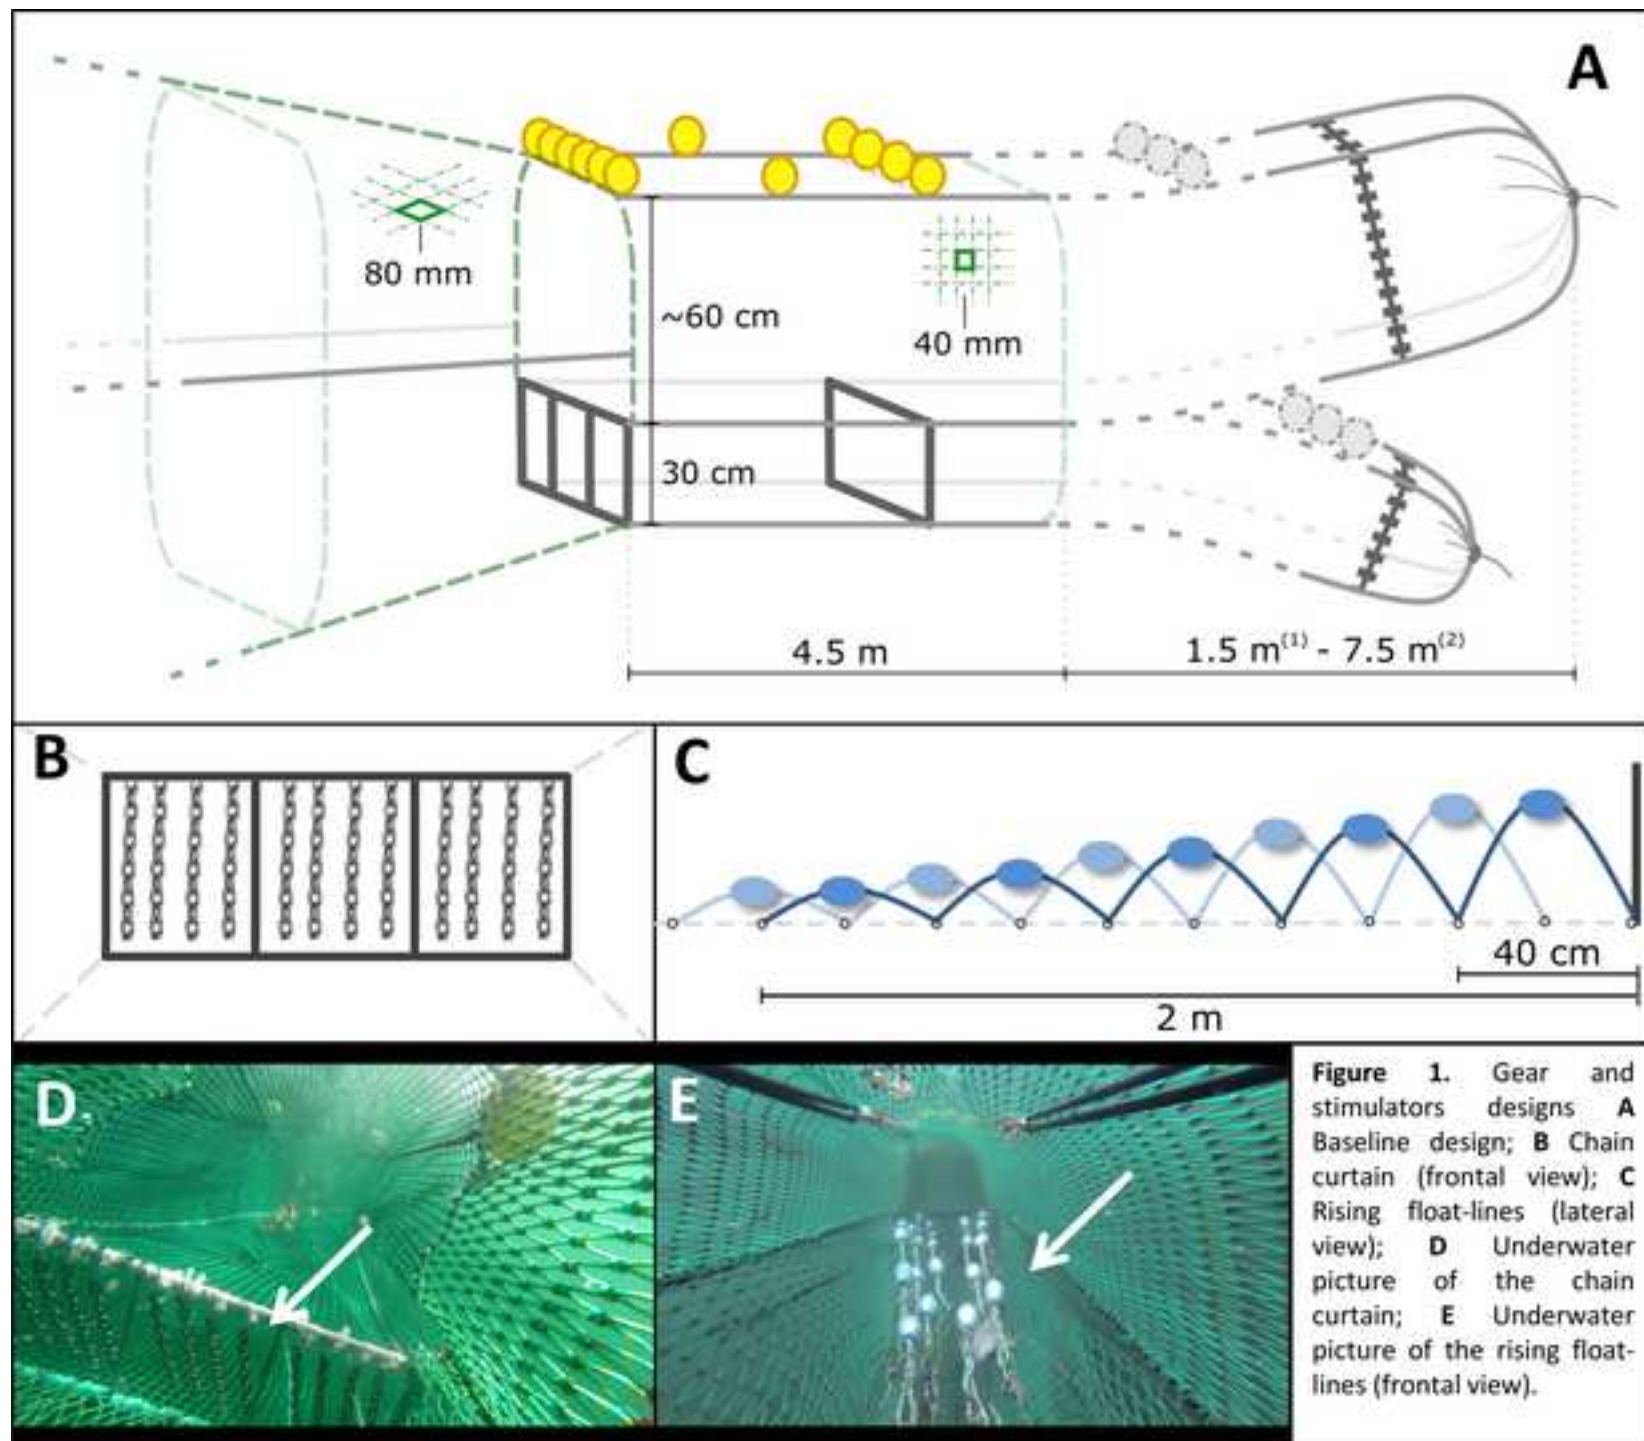 A
80 mm
~60 cm
40 mm
30 cm
4.5 m
1.5 m(1) - 7.5 m(2)
B
C
40 cm
2 m
D
E
Figure 1. Gear and
stimulators designs A
Baseline design; B Chain
curtain (frontal view); C
Rising float-lines (lateral
view); D Underwater
picture of the chain
curtain; E Underwater
picture of the rising float-
lines (frontal view).